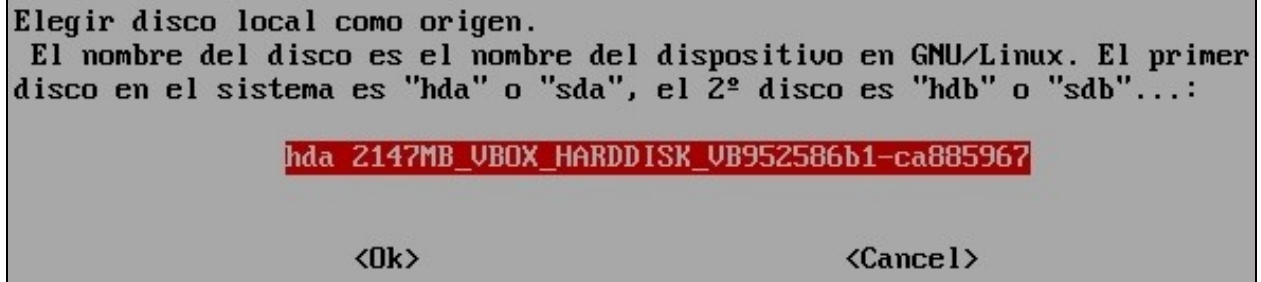 Elegir disco local como origen.
El nombre del disco es el nombre del dispositivo en GNU/Linux. El primer
disco en el sistema es "hda" o "sda", el 2º disco es "hdb" o "sdb"...:
hda 2147MB_VBOX_HARDDISK_VB952586b1-ca885967
<Ok> <Cancel>